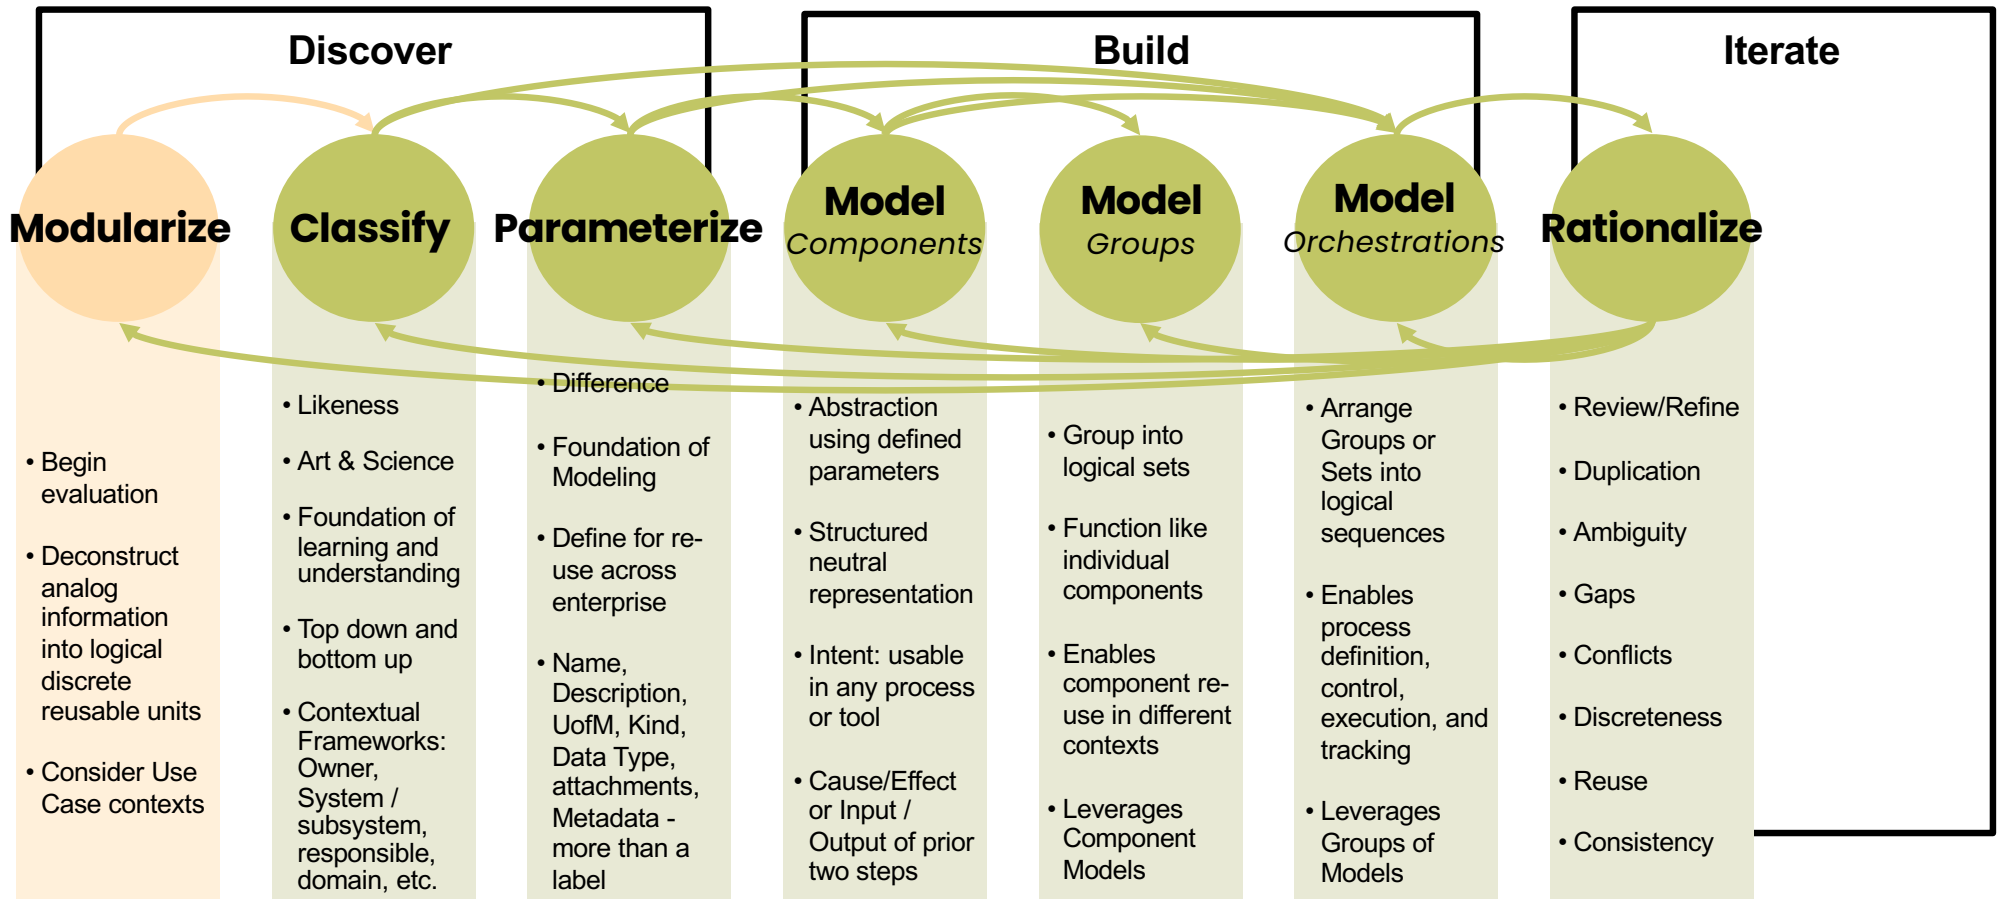 Discover
Build
Iterate
Modularize
Classify
Parameterize
Model
Components
Model
Groups
Model
Orchestrations
Rationalize
• Begin
evaluation
• Deconstruct
analog
information
into logical
discrete
reusable units
• Consider Use
Case contexts
• Likeness
• Art & Science
• Foundation of
learning and
understanding
• Top down and
bottom up
• Contextual
Frameworks:
Owner,
System /
subsystem,
responsible,
domain, etc.
• Difference
• Foundation of
Modeling
• Define for re-
use across
enterprise
• Name,
Description,
UofM, Kind,
Data Type,
attachments,
Metadata -
more than a
label
• Abstraction
using defined
parameters
• Structured
neutral
representation
• Intent: usable
in any process
or tool
• Cause/Effect
or Input /
Output of prior
two steps
• Group into
logical sets
• Function like
individual
components
• Enables
component re-
use in different
contexts
• Leverages
Component
Models
• Arrange
Groups or
Sets into
logical
sequences
• Enables
process
definition,
control,
execution, and
tracking
• Leverages
Groups of
Models
• Review/Refine
• Duplication
• Ambiguity
• Gaps
• Conflicts
• Discreteness
• Reuse
• Consistency